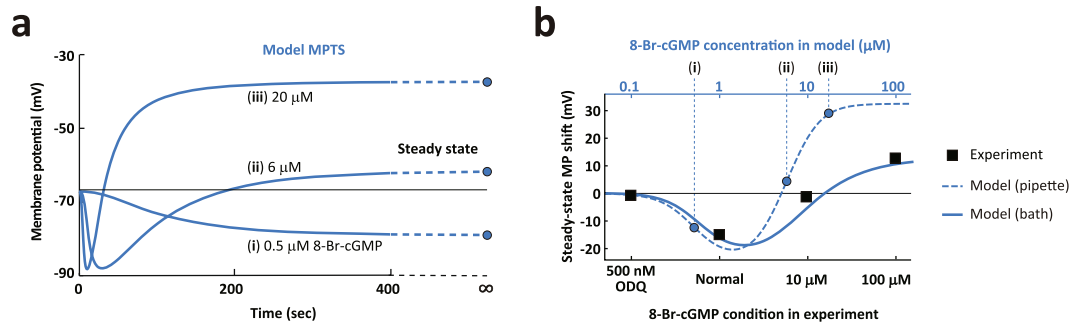 a
Model MPTS
Membrane potential (mV)
-30
-50
-70
-90
(iii) 20 μM
Steady state
(ii) 6 μM
(i) 0.5 μM 8-Br-cGMP
0
200
400
∞
Time (sec)
b
8-Br-cGMP concentration in model (μM)
(i)
(ii)
(iii)
0.1
1
10
100
Steady-state MP shift (mV)
30
20
10
0
-10
-20
500 nM
ODQ
Normal
10 μM
100 μM
8-Br-cGMP condition in experiment
Experiment
Model (pipette)
Model (bath)